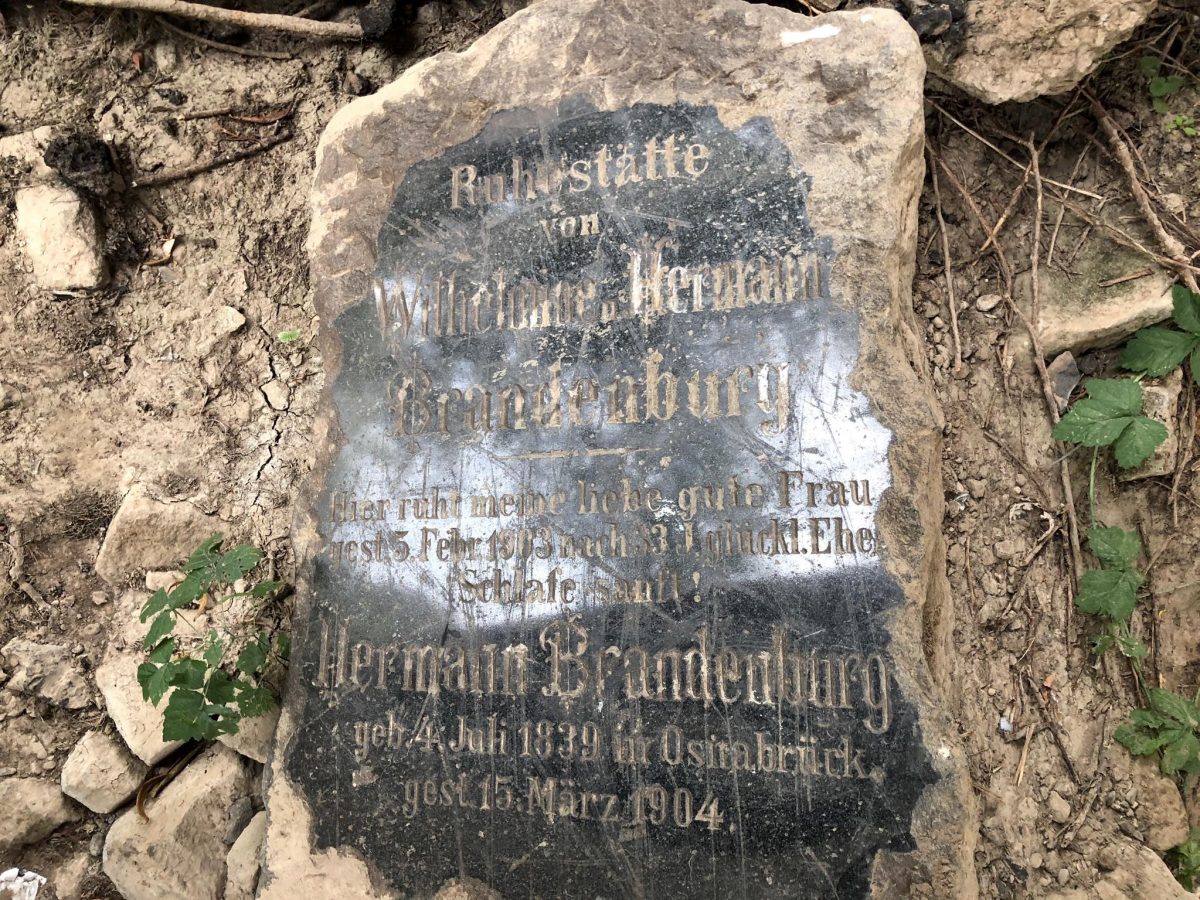 Ruhestätte
von
Wilhelmine u. Hermann
Brandenburg
Hier ruht meine liebe gute Frau
gest. 3. Febr. 1903 nach 33 J. glückl. Ehe.
Schlafe sanft!
Hermann Brandenburg
geb. 4. Juli 1839 in Osnabrück,
gest. 15. März 1904.